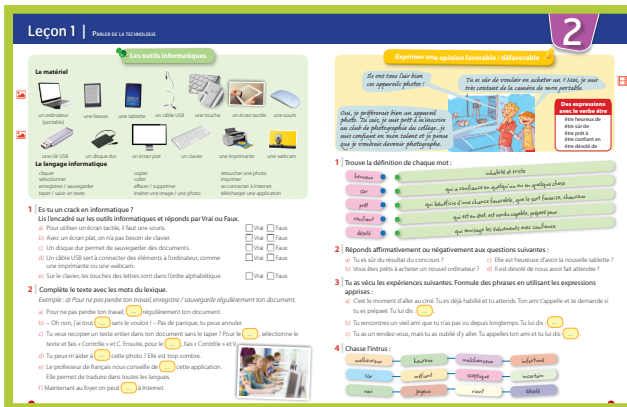 Leçon 1 | Parler de la technologie
Les outils informatiques
Le matériel
un ordinateur
(portable)
une liseuse
une tablette
un câble USB
une touche
un écran tactile
une souris
une clé USB
un disque dur
un écran plat
un clavier
une imprimante
une webcam
Le langage informatique
cliquer
sélectionner
enregistrer / sauvegarder
taper / saisir un texte
copier
coller
effacer / supprimer
insérer une image / une photo
retoucher une photo
imprimer
se connecter à Internet
télécharger une application
1 Es-tu un crack en informatique ?
Lis l'encadré sur les outils informatiques et réponds par Vrai ou Faux.
a) Pour utiliser un écran tactile, il faut une souris. Vrai Faux
b) Avec un écran plat, on n'a pas besoin de clavier. Vrai Faux
c) Un disque dur permet de sauvegarder des documents. Vrai Faux
d) Un câble USB sert à connecter des éléments à l'ordinateur, comme
une imprimante ou une webcam. Vrai Faux
e) Sur le clavier, les touches des lettres sont dans l'ordre alphabétique. Vrai Faux
2 Complète le texte avec les mots du lexique.
Exemple : a) Pour ne pas perdre ton travail, enregistre / sauvegarde régulièrement ton document.
a) Pour ne pas perdre ton travail, ... régulièrement ton document.
b) – Oh non, j'ai tout ... sans le vouloir ! – Pas de panique, tu peux annuler.
c) Tu veux recopier un texte entier dans ton document sans le taper ? Pour le ... , sélectionne le
texte et fais « Contrôle » et C. Ensuite, pour le ... , fais « Contrôle » et V.
d) Tu peux m'aider à ... cette photo ? Elle est trop sombre.
e) Le professeur de français nous conseille de ... cette application.
Elle permet de traduire dans toutes les langues.
f) Maintenant au foyer on peut ... à Internet.
2
Exprimer une opinion favorable / défavorable
Ils ont tous l'air bien
ces appareils photos !
Tu es sûr de vouloir en acheter un ? Moi, je suis
très content de la caméra de mon portable.
Oui, je préférerais bien un appareil
photo. Tu sais, je suis prêt à m'inscrire
au club de photographie du collège... je
suis confiant en mon talent et je pense
que je voudrais devenir photographe.
Des expressions
avec le verbe être
être heureux de
être sûr de
être prêt à
être confiant en
être désolé de
1 Trouve la définition de chaque mot :
heureux
sûr
prêt
confiant
désolé
inhabité et triste
qui a confiance en quelqu'un ou en quelque chose
qui bénéficie d'une chance favorable, que le sort favorise, chanceux
qui est en état, est rendu capable, préparé pour
qui envisage les événements avec confiance
2 Réponds affirmativement ou négativement aux questions suivantes :
a) Tu es sûr du résultat du concours ?
c) Elle est heureuse d'avoir la nouvelle tablette ?
b) Vous êtes prêts à acheter un nouvel ordinateur ?
d) Il est désolé de nous avoir fait attendre ?
3 Tu as vécu les expériences suivantes. Formule des phrases en utilisant les expressions
apprises :
a) C'est le moment d'aller au ciné. Tu es déjà habillé et tu attends. Ton ami t'appelle et te demande si
tu es préparé. Tu lui dis : ... .
b) Tu rencontres un vieil ami que tu n'as pas vu depuis longtemps. Tu lui dis : ... .
c) Tu as un rendez-vous, mais tu as oublié d'y aller. Tu appelles ton ami et tu lui dis : ... .
4 Chasse l'intrus :
malheureux heureux malchanceux infortuné
sûr méfiant sceptique incertain
non joyeux riant désolé